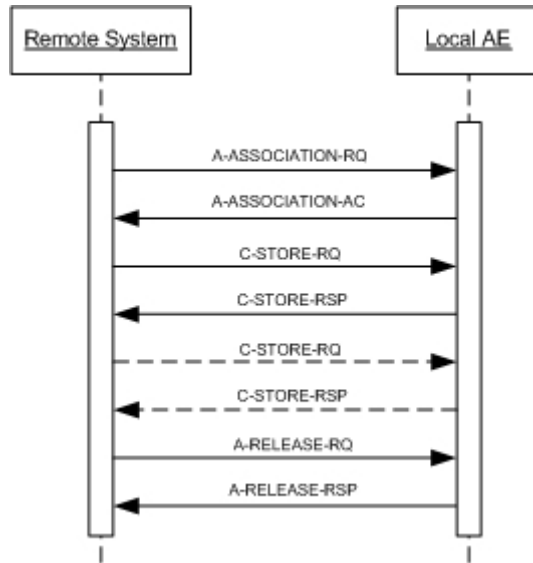 Remote System
Local AE
A-ASSOCIATION-RQ
A-ASSOCIATION-AC
C-STORE-RQ
C-STORE-RSP
C-STORE-RQ
C-STORE-RSP
A-RELEASE-RQ
A-RELEASE-RSP